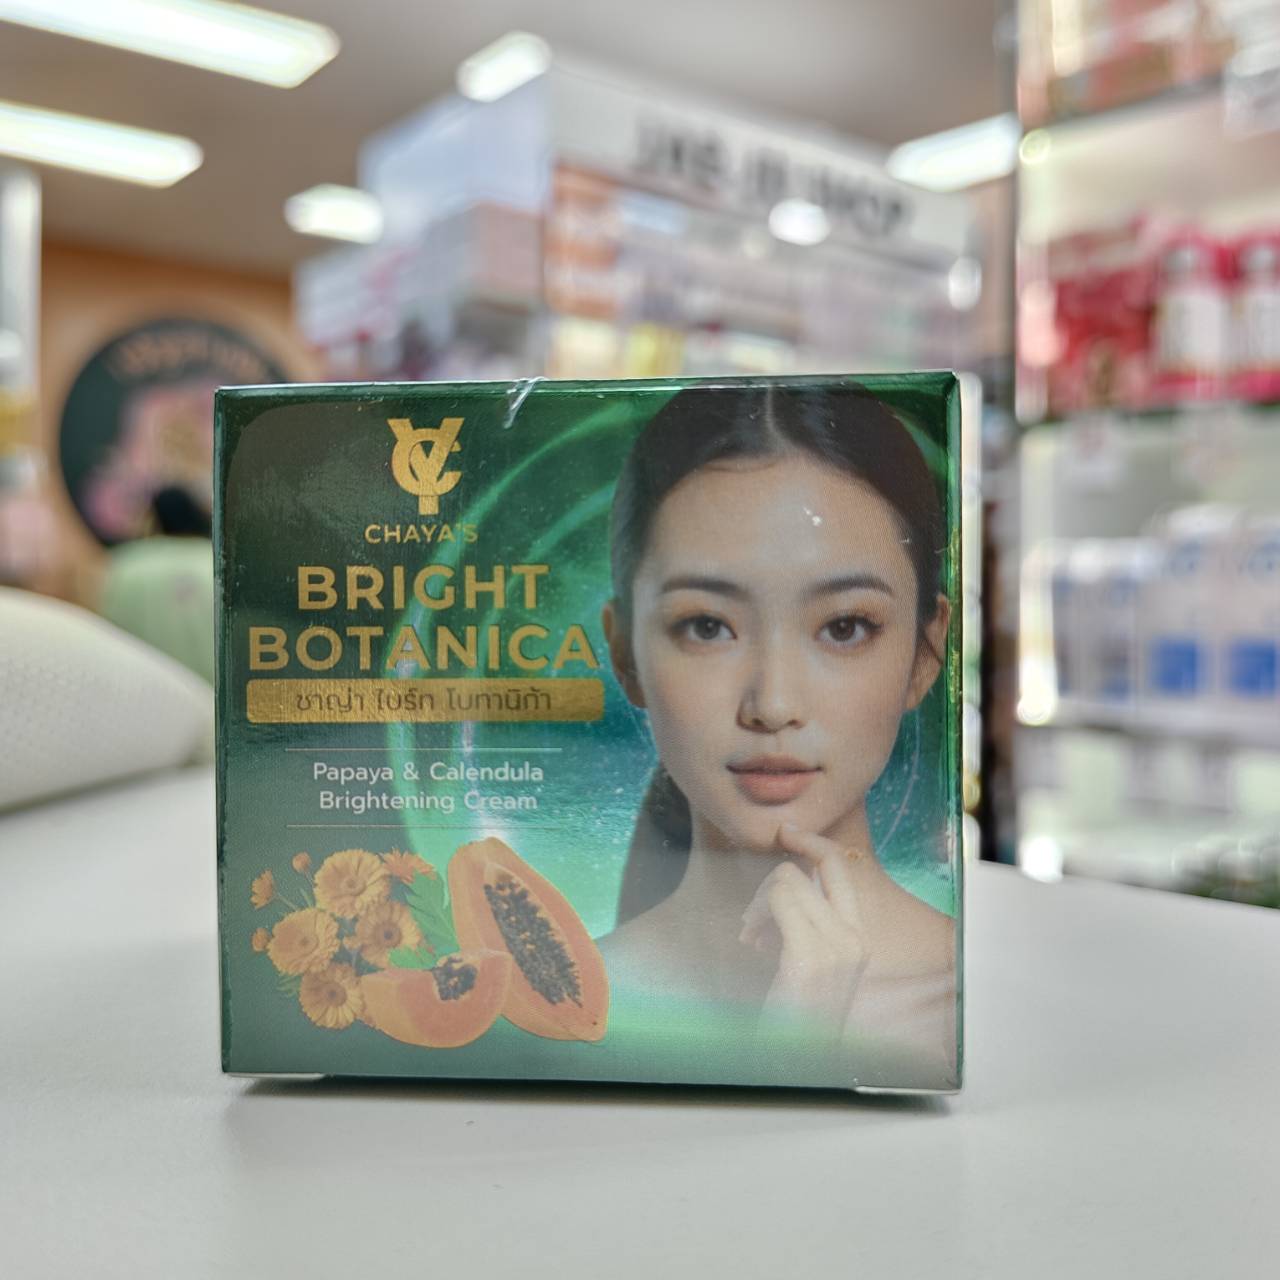 CHAYA'S
BRIGHT
BOTANICA
ชาญ่า ไบร์ท โบทานิก้า
Papaya & Calendula
Brightening Cream